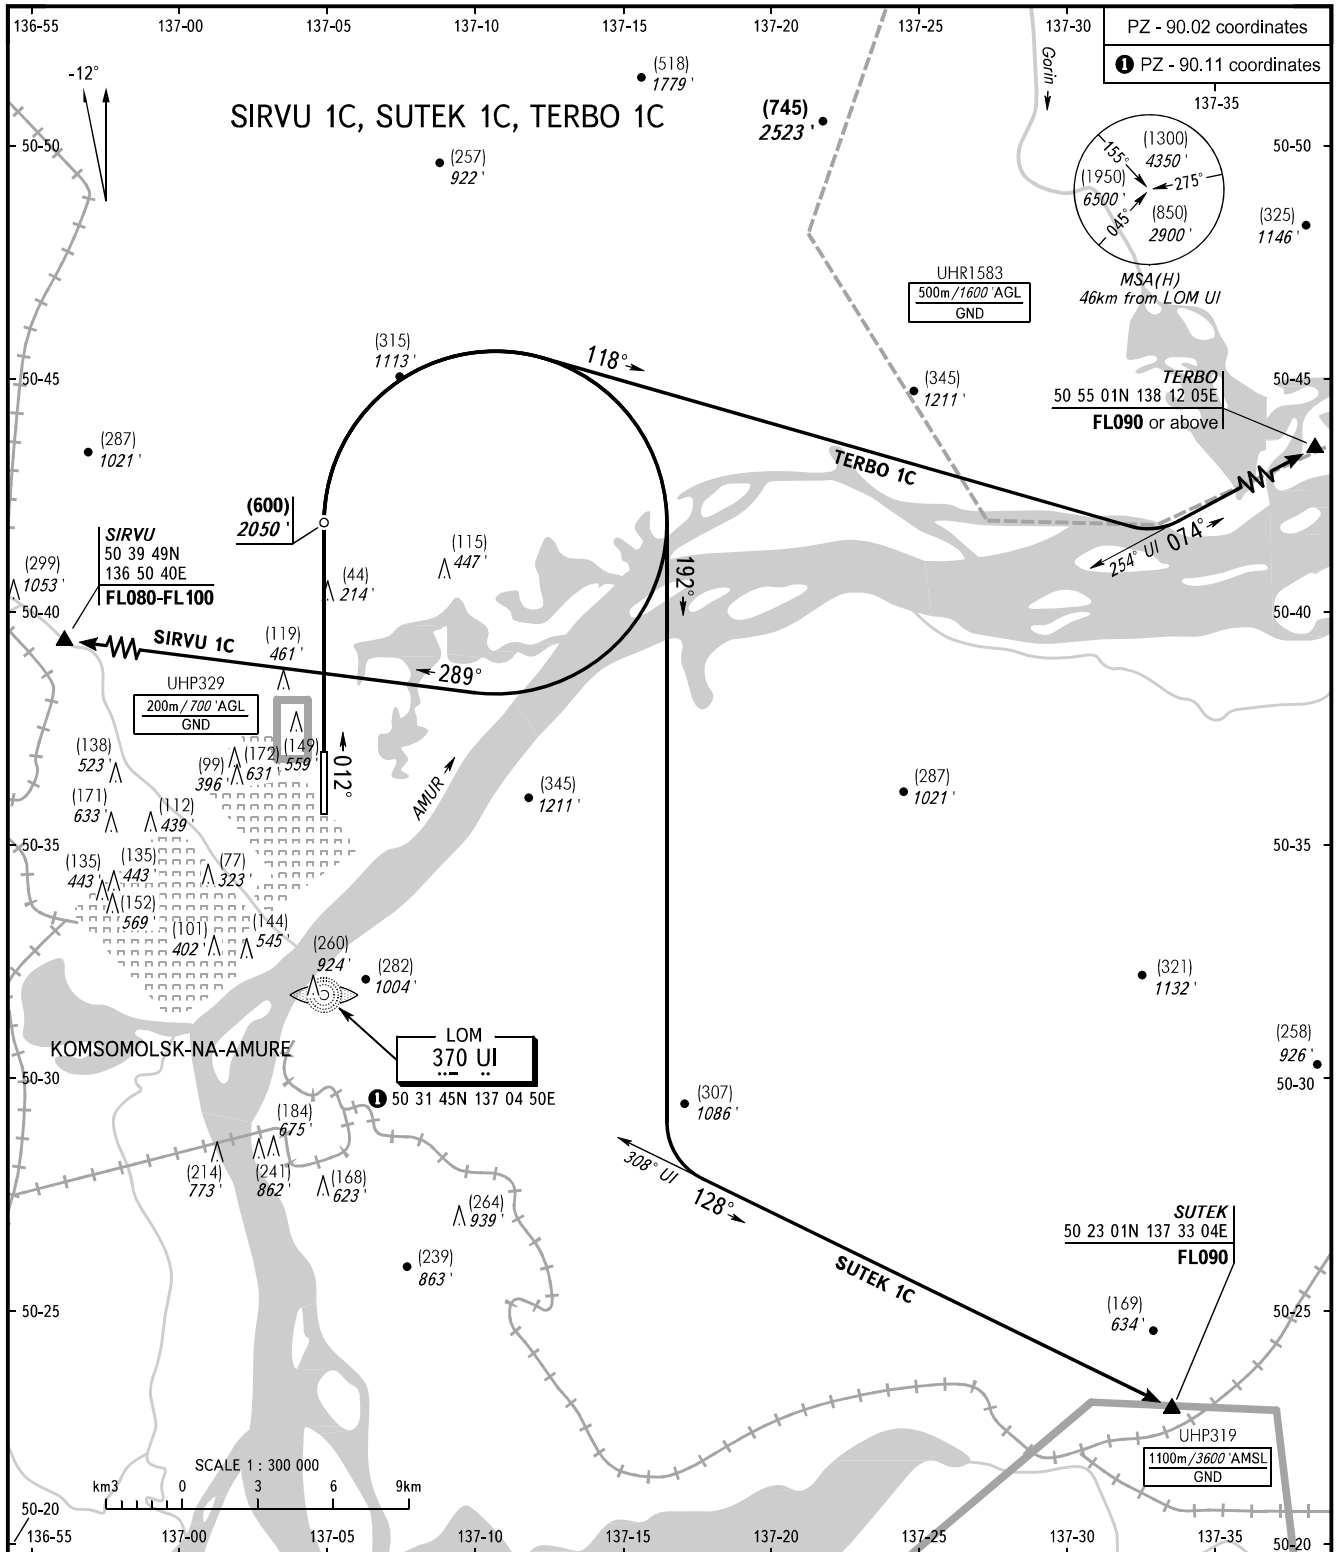 136-55 137-00 137-05 137-10 137-15 137-20 137-25 137-30
PZ - 90.02 coordinates
1 PZ - 90.11 coordinates
137-35
-12°
SIRVU 1C, SUTEK 1C, TERBO 1C
(518)
1779'
(745)
2523'
Gorin
50-50
50-50
(257)
922'
155°
(1300)
4350'
(1950)
6500'
275°
045°
(850)
2900'
MSA(H)
46km from LOM UI
(325)
1146'
UHR1583
500m/1600'AGL
GND
(315)
1113'
118°
50-45
50-45
(345)
1211'
TERBO
50 55 01N 138 12 05E
FL090 or above
(287)
1021'
TERBO 1C
(600)
2050'
SIRVU
50 39 49N
136 50 40E
FL080-FL100
(299)
1053'
(115)
447'
(44)
214'
192°
254° UI
074°
50-40
50-40
SIRVU 1C
(119)
461'
289°
UHP329
200m/700'AGL
GND
(138)
523'
(99)
396'
(172)
631'
(149)
559'
012°
AMUR
(345)
1211'
(287)
1021'
(171)
633'
(112)
439'
50-35
50-35
(135)
443'
(135)
443'
(77)
323'
(152)
569'
(101)
402'
(144)
545'
(260)
924'
(282)
1004'
(321)
1132'
KOMSOMOLSK-NA-AMURE
LOM
370 UI
1 50 31 45N 137 04 50E
(258)
926'
50-30
50-30
(307)
1086'
(184)
675'
(214)
773'
(241)
862'
(168)
623'
308° UI
128°
(264)
939'
(239)
863'
SUTEK
50 23 01N 137 33 04E
FL090
SUTEK 1C
50-25
50-25
(169)
634'
UHP319
1100m/3600'AMSL
GND
SCALE 1 : 300 000
km3 0 3 6 9km
50-20
136-55 137-00 137-05 137-10 137-15 137-20 137-25 137-30 137-35 50-20